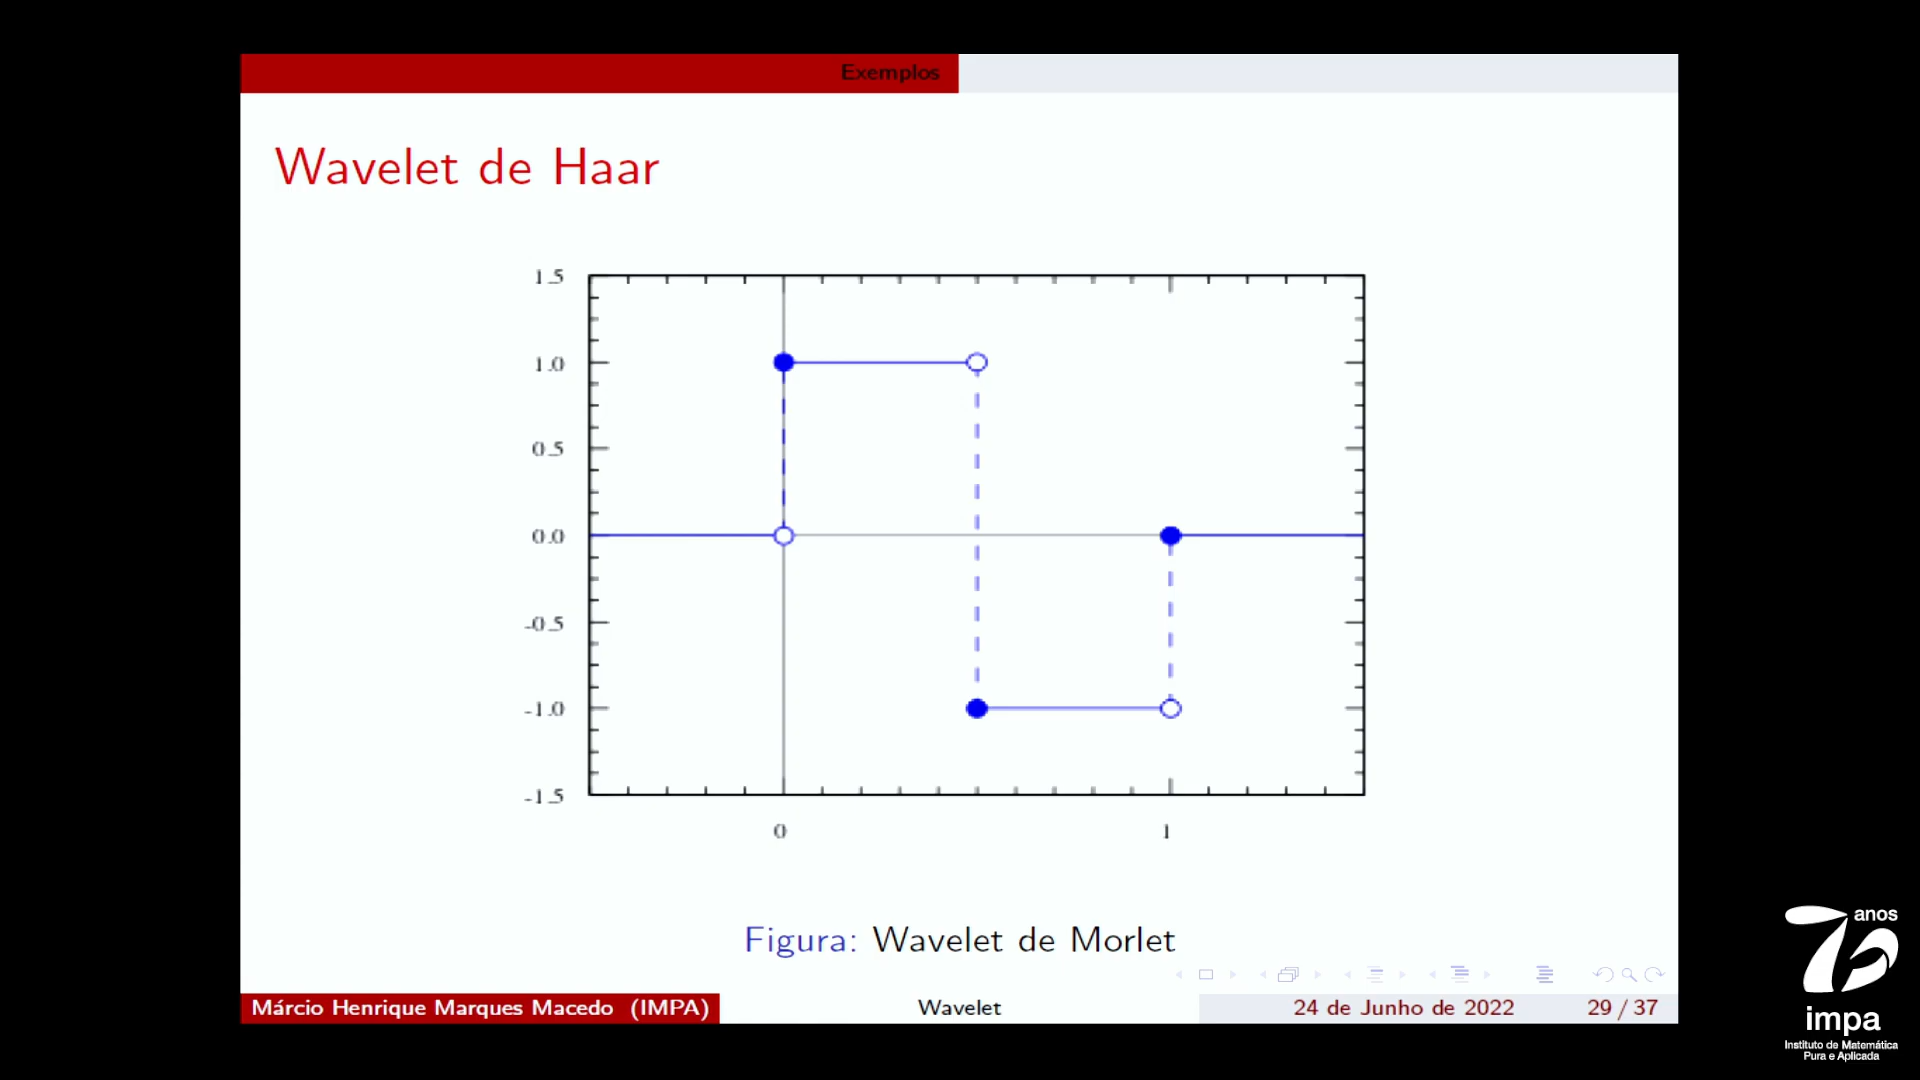 Exemplos
Wavelet de Haar
1.5
1.0
0.5
0.0
-0.5
-1.0
-1.5
0 1
Figura: Wavelet de Morlet
Márcio Henrique Marques Macedo (IMPA) Wavelet 24 de Junho de 2022 29 / 37
75 anos
impa
Instituto de Matemática
Pura e Aplicada